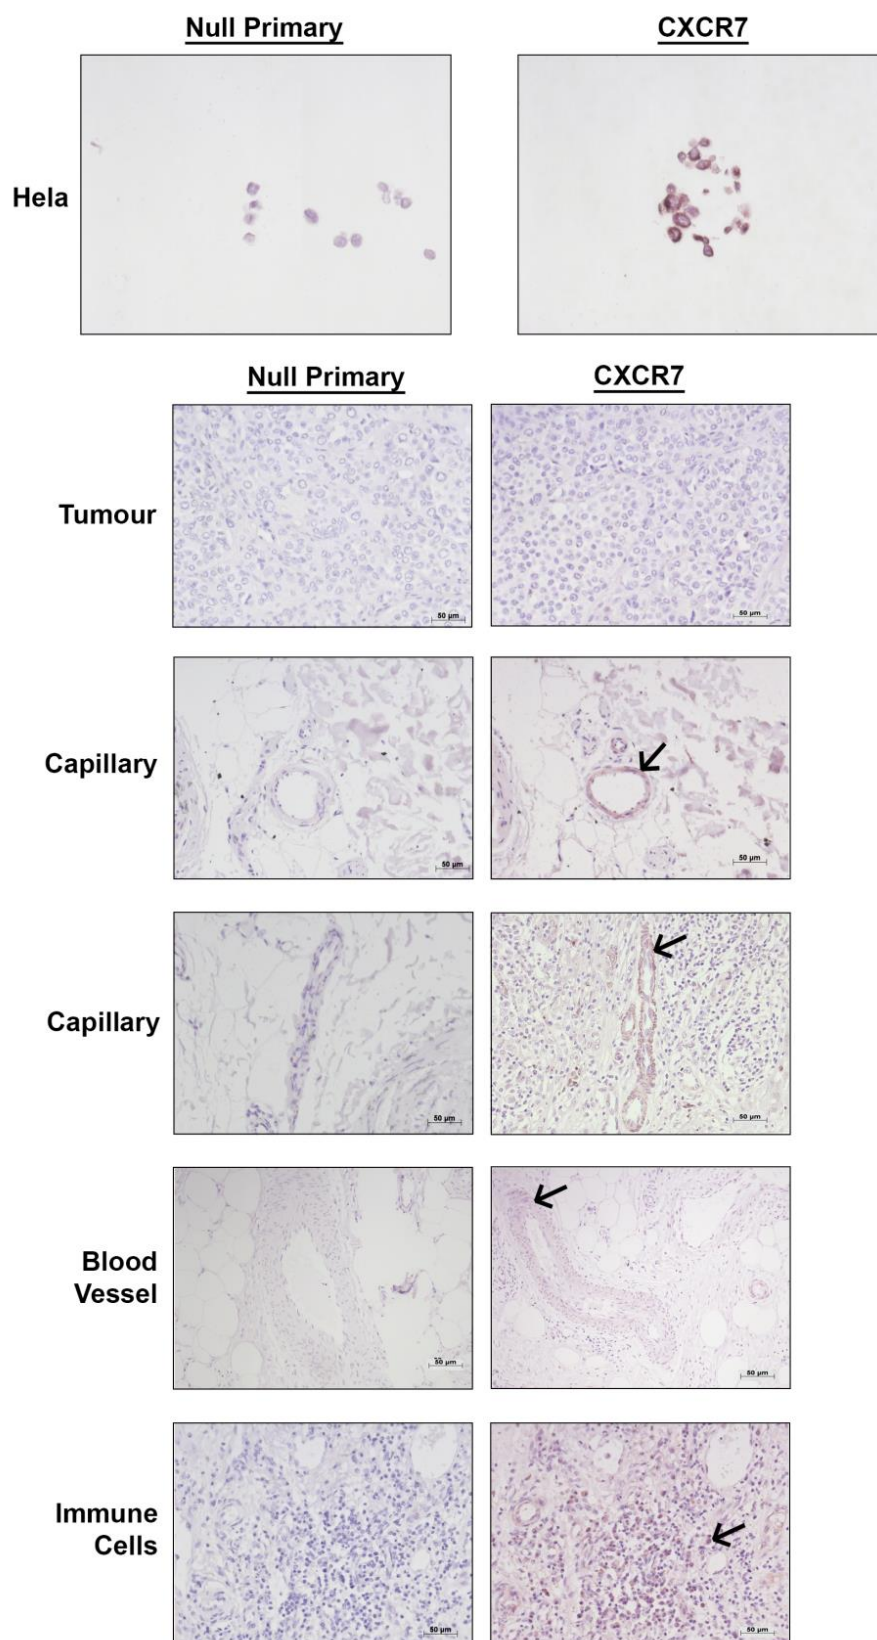 Null Primary
CXCR7
Hela
Null Primary
CXCR7
Tumour
50 µm
50 µm
Capillary
50 µm
50 µm
Capillary
50 µm
50 µm
Blood
Vessel
50 µm
50 µm
Immune
Cells
50 µm
50 µm